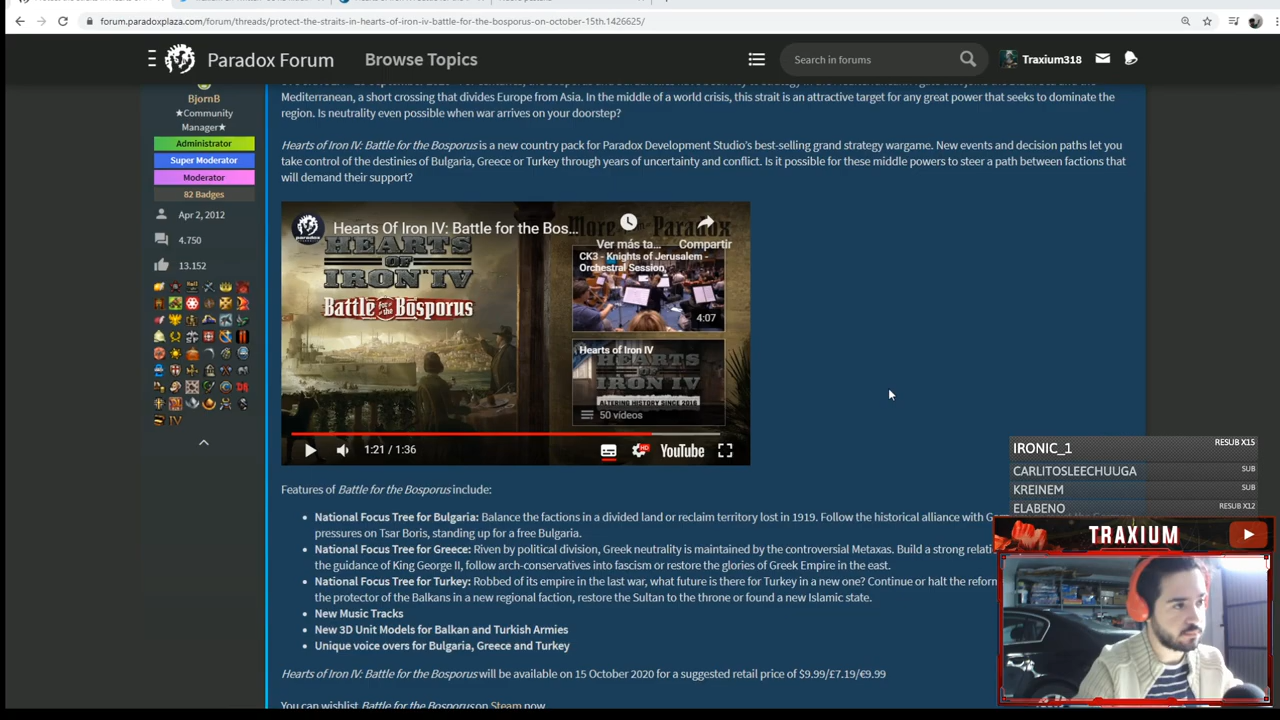 forum.paradoxplaza.com/forum/threads/protect-the-straits-in-hearts-of-iron-iv-battle-for-the-bosporus-on-october-15th.1426625/
Paradox Forum
Browse Topics
Search in forums
Traxium318
BjornB
★Community
Manager★
Administrator
Super Moderator
Moderator
82 Badges
Apr 2, 2012
4.750
13.152
Mediterranean, a short crossing that divides Europe from Asia. In the middle of a world crisis, this strait is an attractive target for any great power that seeks to dominate the
region. Is neutrality even possible when war arrives on your doorstep?
Hearts of Iron IV: Battle for the Bosporus is a new country pack for Paradox Development Studio's best-selling grand strategy wargame. New events and decision paths let you
take control of the destinies of Bulgaria, Greece or Turkey through years of uncertainty and conflict. Is it possible for these middle powers to steer a path between factions that
will demand their support?
Hearts Of Iron IV: Battle for the Bos...
Ver más ta...
Compartir
HEARTS
OF
IRON IV
Battle for the Bosporus
CK3 - Knights of Jerusalem -
Orchestral Session,
4:07
Hearts of Iron IV
HEARTS
IRON IV
ALTERING HISTORY SINCE 2016
50 vídeos
1:21 / 1:36
HD
YouTube
Features of Battle for the Bosporus include:
• National Focus Tree for Bulgaria: Balance the factions in a divided land or reclaim territory lost in 1919. Follow the historical alliance with
pressures on Tsar Boris, standing up for a free Bulgaria.
• National Focus Tree for Greece: Riven by political division, Greek neutrality is maintained by the controversial Metaxas. Build a strong
the guidance of King George II, follow arch-conservatives into fascism or restore the glories of Greek Empire in the east.
• National Focus Tree for Turkey: Robbed of its empire in the last war, what future is there for Turkey in a new one? Continue or halt the
the protector of the Balkans in a new regional faction, restore the Sultan to the throne or found a new Islamic state.
• New Music Tracks
• New 3D Unit Models for Balkan and Turkish Armies
• Unique voice overs for Bulgaria, Greece and Turkey
Hearts of Iron IV: Battle for the Bosporus will be available on 15 October 2020 for a suggested retail price of $9.99/£7.19/€9.99
You can wishlist Battle for the Bosporus on Steam now
IRONIC_1 RESUB X15
CARLITOSLEECHUUGA SUB
KREINEM SUB
ELABENO RESUB X12
TRAXIUM